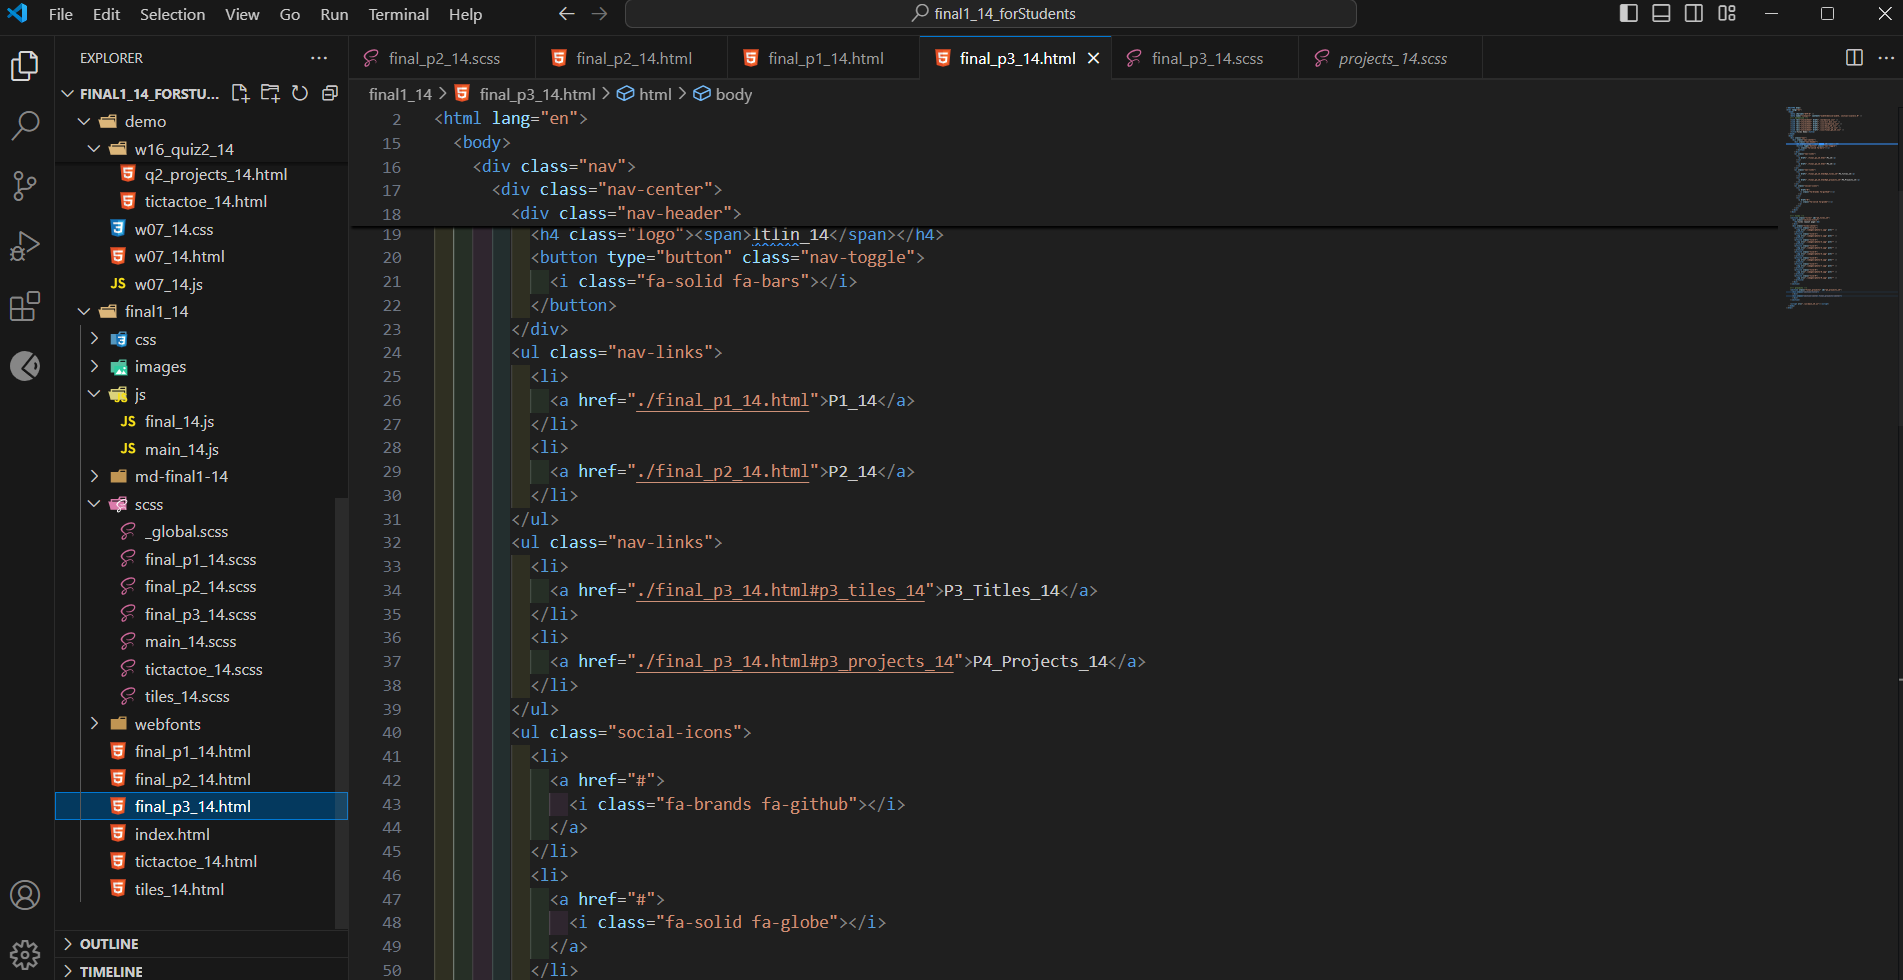 File Edit Selection View Go Run Terminal Help
final1_14_forStudents
EXPLORER
FINAL1_14_FORSTU...
demo
w16_quiz2_14
q2_projects_14.html
tictactoe_14.html
w07_14.css
w07_14.html
JS w07_14.js
final1_14
css
images
js
JS final_14.js
JS main_14.js
md-final1-14
scss
_global.scss
final_p1_14.scss
final_p2_14.scss
final_p3_14.scss
main_14.scss
tictactoe_14.scss
tiles_14.scss
webfonts
final_p1_14.html
final_p2_14.html
final_p3_14.html
index.html
tictactoe_14.html
tiles_14.html
OUTLINE
TIMELINE
final_p2_14.scss final_p2_14.html final_p1_14.html final_p3_14.html final_p3_14.scss projects_14.scss
final1_14 > final_p3_14.html > html > body
2 <html lang="en">
15 <body>
16 <div class="nav">
17 <div class="nav-center">
18 <div class="nav-header">
19 <h4 class="logo"><span>ltlin_14</span></h4>
20 <button type="button" class="nav-toggle">
21 <i class="fa-solid fa-bars"></i>
22 </button>
23 </div>
24 <ul class="nav-links">
25 <li>
26 <a href="./final_p1_14.html">P1_14</a>
27 </li>
28 <li>
29 <a href="./final_p2_14.html">P2_14</a>
30 </li>
31 </ul>
32 <ul class="nav-links">
33 <li>
34 <a href="./final_p3_14.html#p3_tiles_14">P3_Titles_14</a>
35 </li>
36 <li>
37 <a href="./final_p3_14.html#p3_projects_14">P4_Projects_14</a>
38 </li>
39 </ul>
40 <ul class="social-icons">
41 <li>
42 <a href="#">
43 <i class="fa-brands fa-github"></i>
44 </a>
45 </li>
46 <li>
47 <a href="#">
48 <i class="fa-solid fa-globe"></i>
49 </a>
50 </li>